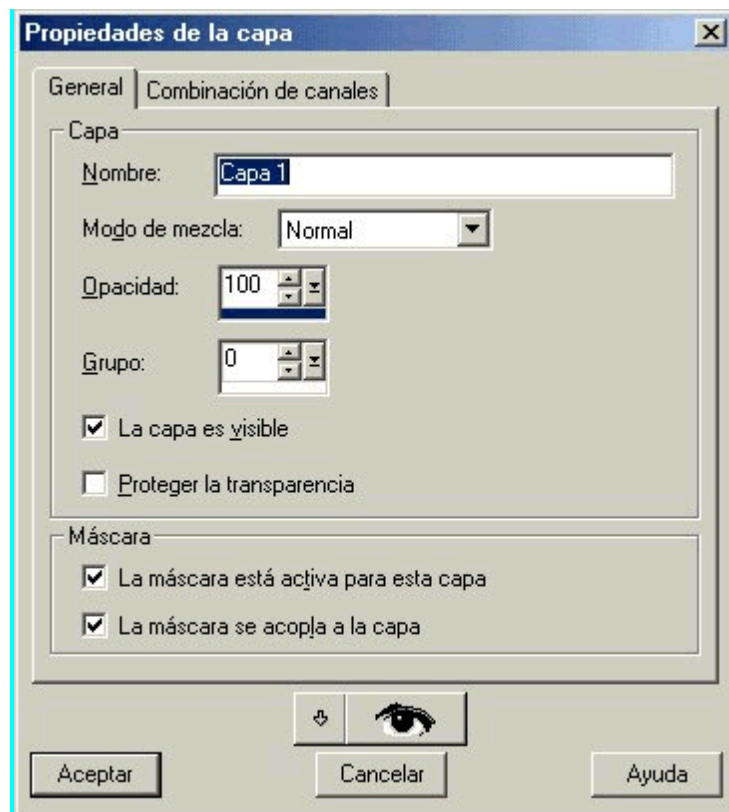 Propiedades de la capa
General
Combinación de canales
Capa
Nombre: Capa 1
Modo de mezcla: Normal
Opacidad: 100
Grupo: 0
La capa es visible
Proteger la transparencia
Máscara
La máscara está activa para esta capa
La máscara se acopla a la capa
Aceptar
Cancelar
Ayuda